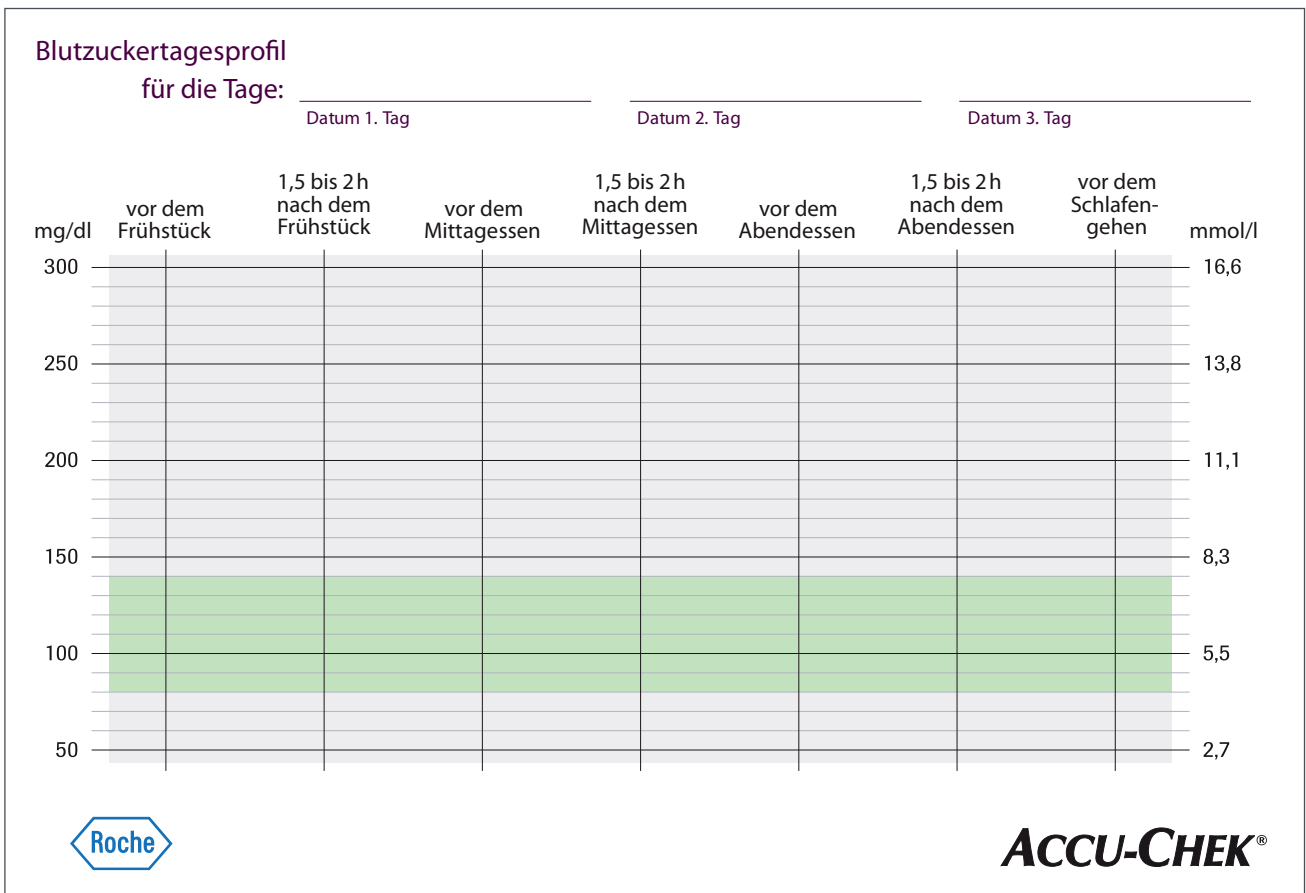 Blutzuckertagesprofil
für die Tage:
Datum 1. Tag
Datum 2. Tag
Datum 3. Tag
mg/dl
vor dem
Frühstück
1,5 bis 2 h
nach dem
Frühstück
vor dem
Mittagessen
1,5 bis 2 h
nach dem
Mittagessen
vor dem
Abendessen
1,5 bis 2 h
nach dem
Abendessen
vor dem
Schlafen-
gehen
mmol/l
300 16,6
250 13,8
200 11,1
150 8,3
100 5,5
50 2,7
Roche
ACCU-CHEK®